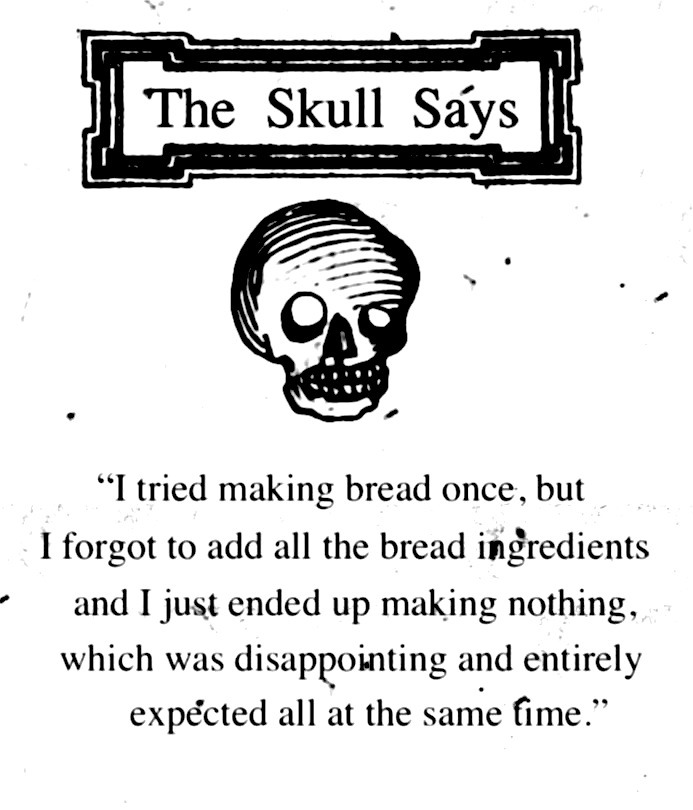 The Skull Says
“I tried making bread once, but
I forgot to add all the bread ingredients
and I just ended up making nothing,
which was disappointing and entirely
expected all at the same time.”